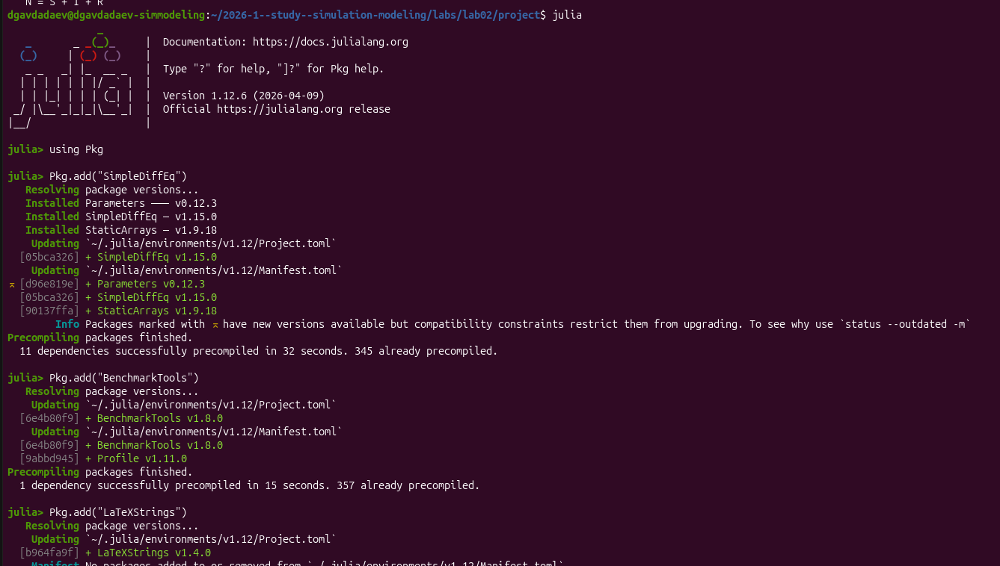 N = S + I + R
dgavdadaev@dgavdadaev-simmodeling:~/2026-1--study--simulation-modeling/labs/lab02/project$ julia
               _
   _       _ _(_)_     |  Documentation: https://docs.julialang.org
  (_)     | (_) (_)    |
   _ _   _| |_  __ _   |  Type "?" for help, "]?" for Pkg help.
  | | | | | | |/ _` |  |
  | | |_| | | | (_| |  |  Version 1.12.6 (2026-04-09)
 _/ |\__'_|_|_|\__'_|  |  Official https://julialang.org release
|__/                   |
julia> using Pkg
julia> Pkg.add("SimpleDiffEq")
   Resolving package versions...
   Installed Parameters ─── v0.12.3
   Installed SimpleDiffEq ─ v1.15.0
   Installed StaticArrays ─ v1.9.18
    Updating `~/.julia/environments/v1.12/Project.toml`
  [05bca326] + SimpleDiffEq v1.15.0
    Updating `~/.julia/environments/v1.12/Manifest.toml`
⌅ [d96e819e] + Parameters v0.12.3
  [05bca326] + SimpleDiffEq v1.15.0
  [90137ffa] + StaticArrays v1.9.18
        Info Packages marked with ⌅ have new versions available but compatibility constraints restrict them from upgrading. To see why use `status --outdated -m`
Precompiling packages finished.
  11 dependencies successfully precompiled in 32 seconds. 345 already precompiled.
julia> Pkg.add("BenchmarkTools")
   Resolving package versions...
    Updating `~/.julia/environments/v1.12/Project.toml`
  [6e4b80f9] + BenchmarkTools v1.8.0
    Updating `~/.julia/environments/v1.12/Manifest.toml`
  [6e4b80f9] + BenchmarkTools v1.8.0
  [9abbd945] + Profile v1.11.0
Precompiling packages finished.
  1 dependency successfully precompiled in 15 seconds. 357 already precompiled.
julia> Pkg.add("LaTeXStrings")
   Resolving package versions...
    Updating `~/.julia/environments/v1.12/Project.toml`
  [b964fa9f] + LaTeXStrings v1.4.0
    Manifest No packages added to or removed from `~/.julia/environments/v1.12/Manifest.toml`